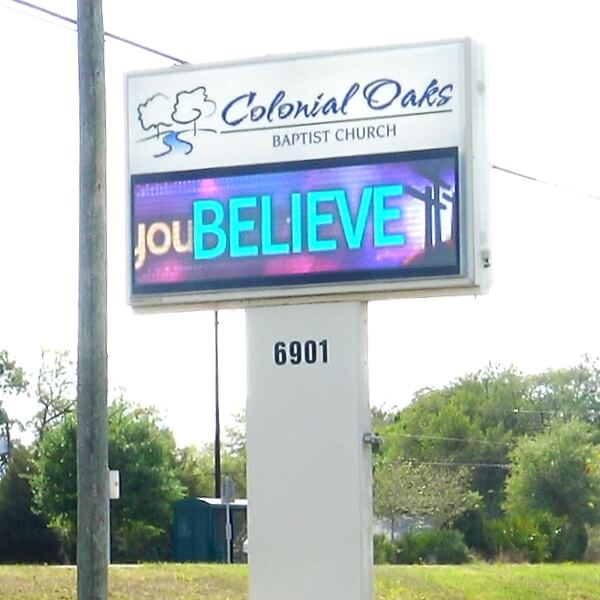 Colonial Oaks
BAPTIST CHURCH
you BELIEVE
6901